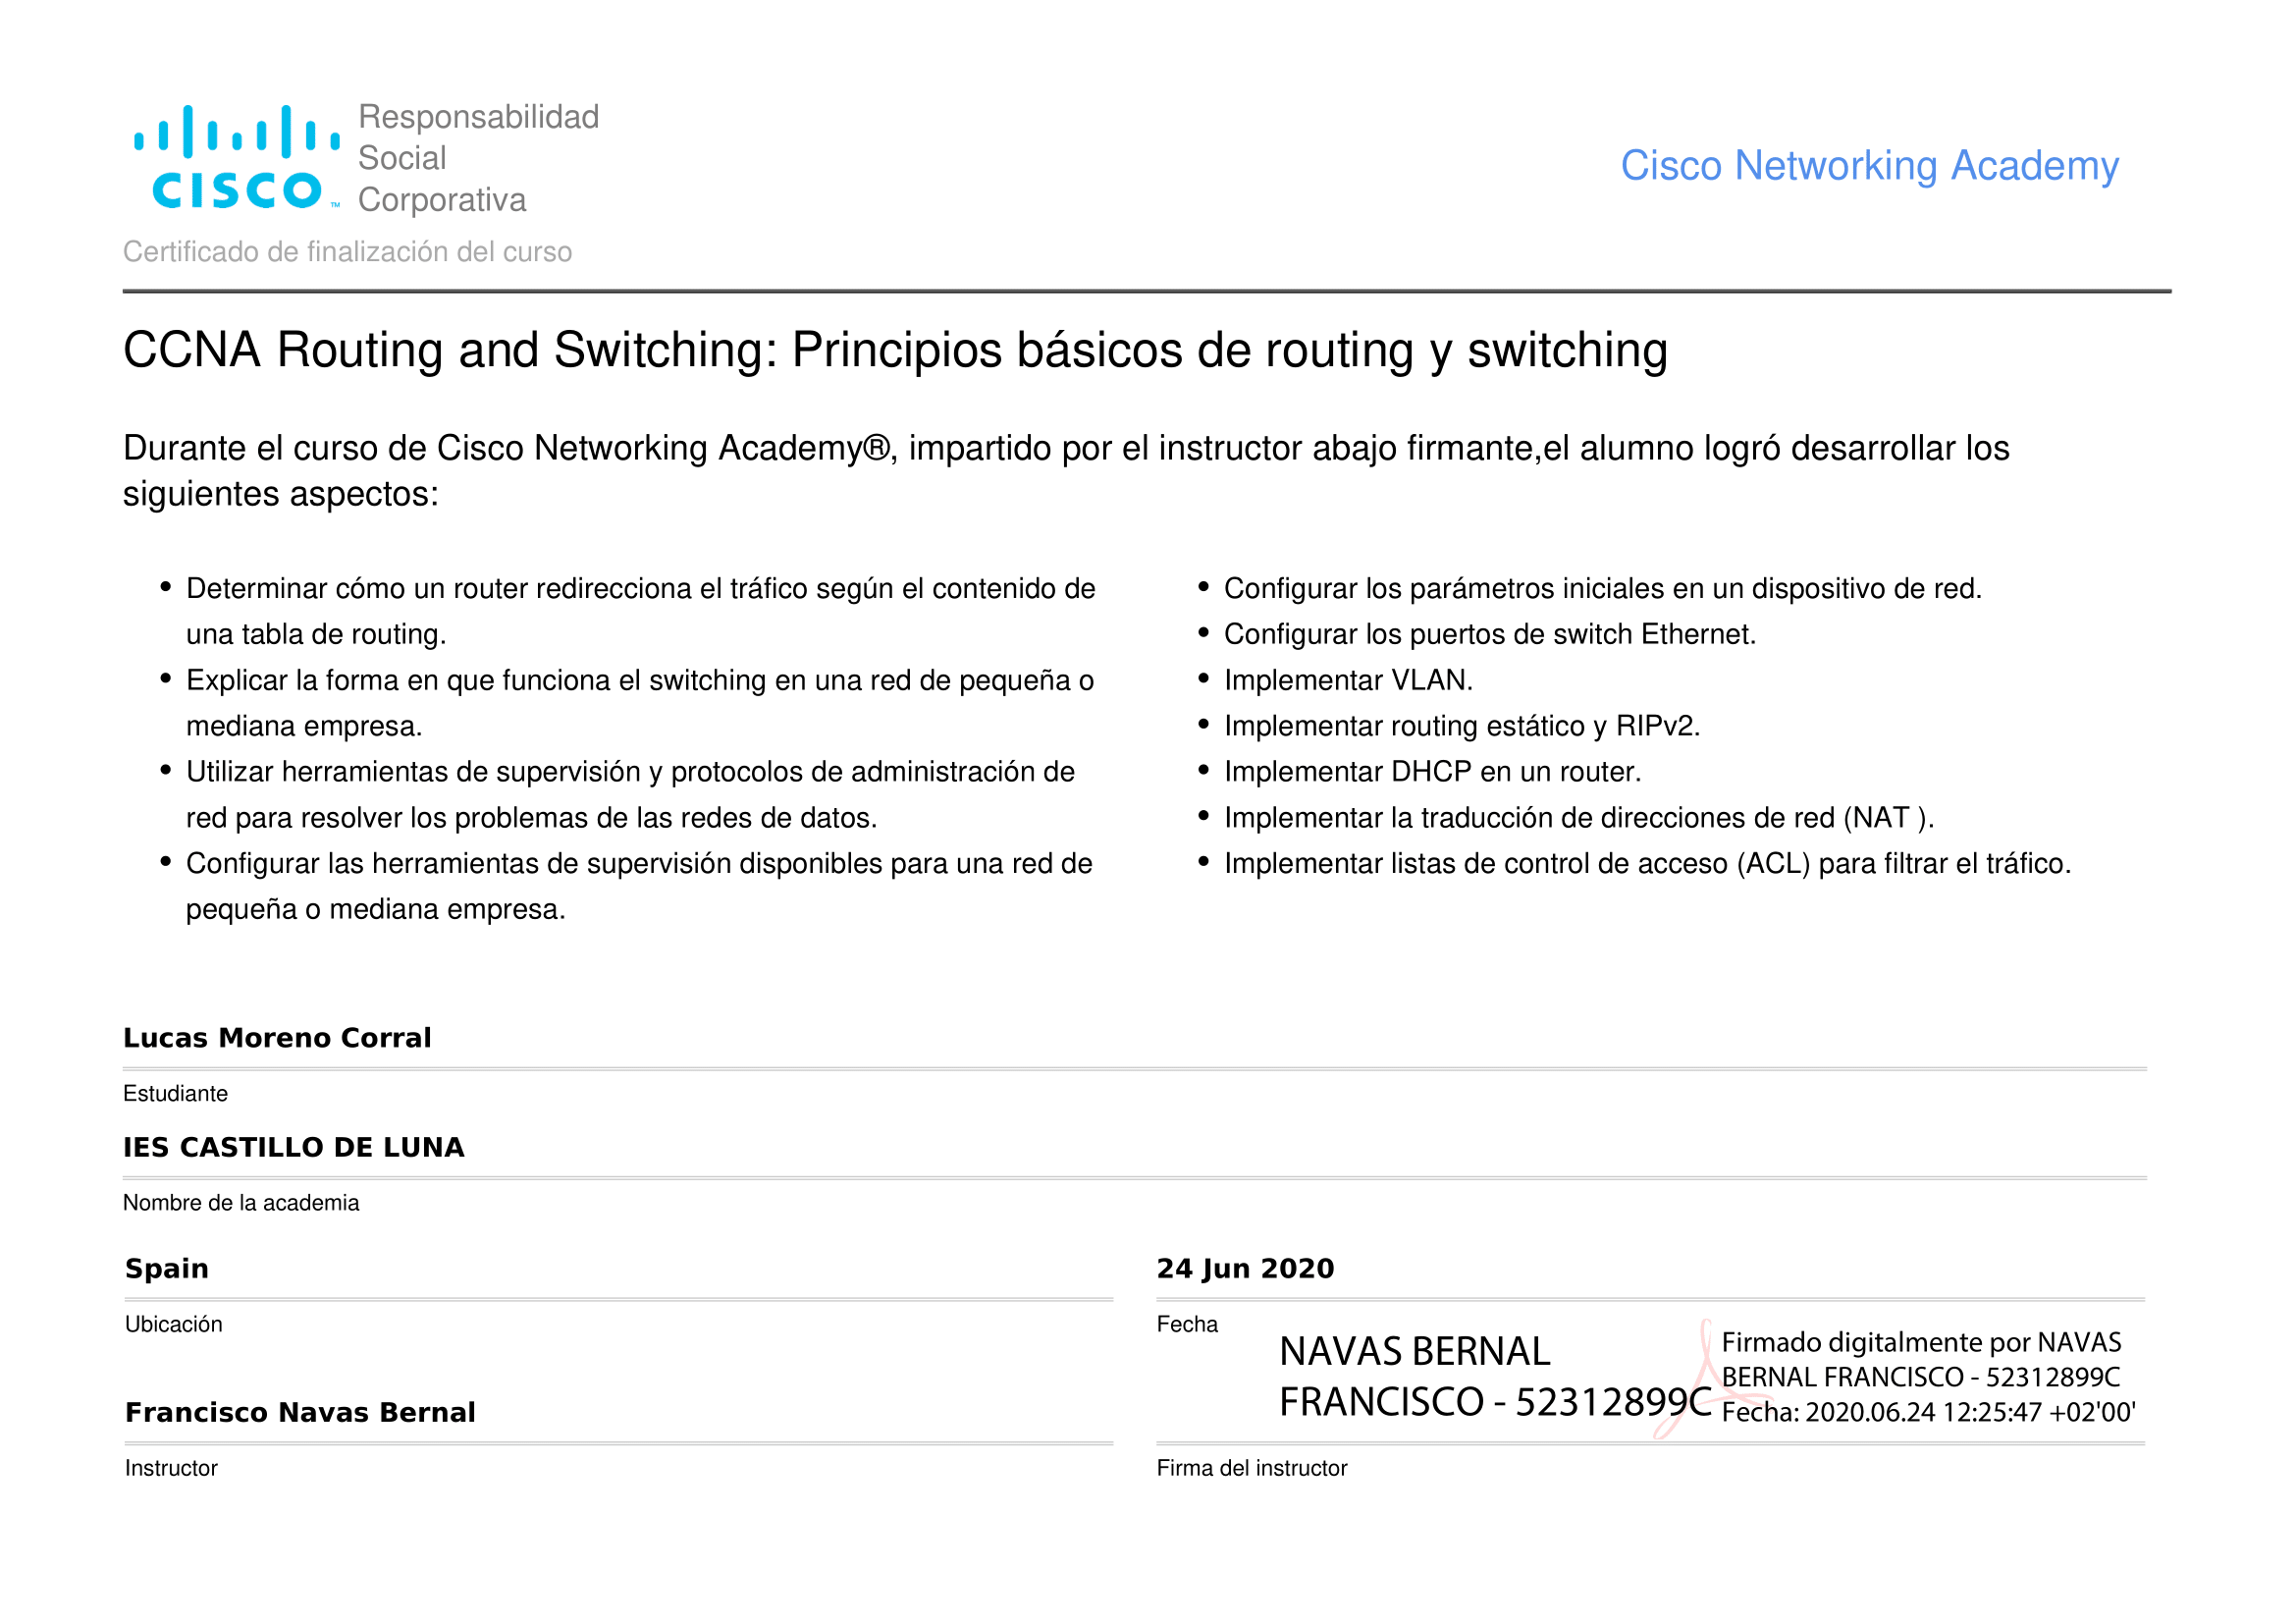 Responsabilidad
Social
Corporativa
CISCO™
Cisco Networking Academy
Certificado de finalización del curso
CCNA Routing and Switching: Principios básicos de routing y switching
Durante el curso de Cisco Networking Academy®, impartido por el instructor abajo firmante,el alumno logró desarrollar los
siguientes aspectos:
• Determinar cómo un router redirecciona el tráfico según el contenido de
una tabla de routing.
• Explicar la forma en que funciona el switching en una red de pequeña o
mediana empresa.
• Utilizar herramientas de supervisión y protocolos de administración de
red para resolver los problemas de las redes de datos.
• Configurar las herramientas de supervisión disponibles para una red de
pequeña o mediana empresa.
• Configurar los parámetros iniciales en un dispositivo de red.
• Configurar los puertos de switch Ethernet.
• Implementar VLAN.
• Implementar routing estático y RIPv2.
• Implementar DHCP en un router.
• Implementar la traducción de direcciones de red (NAT ).
• Implementar listas de control de acceso (ACL) para filtrar el tráfico.
Lucas Moreno Corral
Estudiante
IES CASTILLO DE LUNA
Nombre de la academia
Spain
Ubicación
24 Jun 2020
Fecha
Francisco Navas Bernal
Instructor
NAVAS BERNAL
FRANCISCO - 52312899C
Firmado digitalmente por NAVAS
BERNAL FRANCISCO - 52312899C
Fecha: 2020.06.24 12:25:47 +02'00'
Firma del instructor